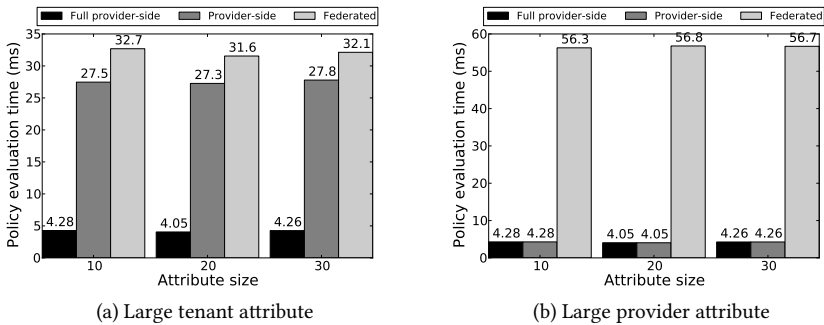 Full provider-side Provider-side Federated
Policy evaluation time (ms)
35
30
25
20
15
10
5
0
4.28 27.5 32.7
4.05 27.3 31.6
4.26 27.8 32.1
10 20 30
Attribute size
(a) Large tenant attribute
Full provider-side Provider-side Federated
Policy evaluation time (ms)
60
50
40
30
20
10
0
4.28 4.28 56.3
4.05 4.05 56.8
4.26 4.26 56.7
10 20 30
Attribute size
(b) Large provider attribute